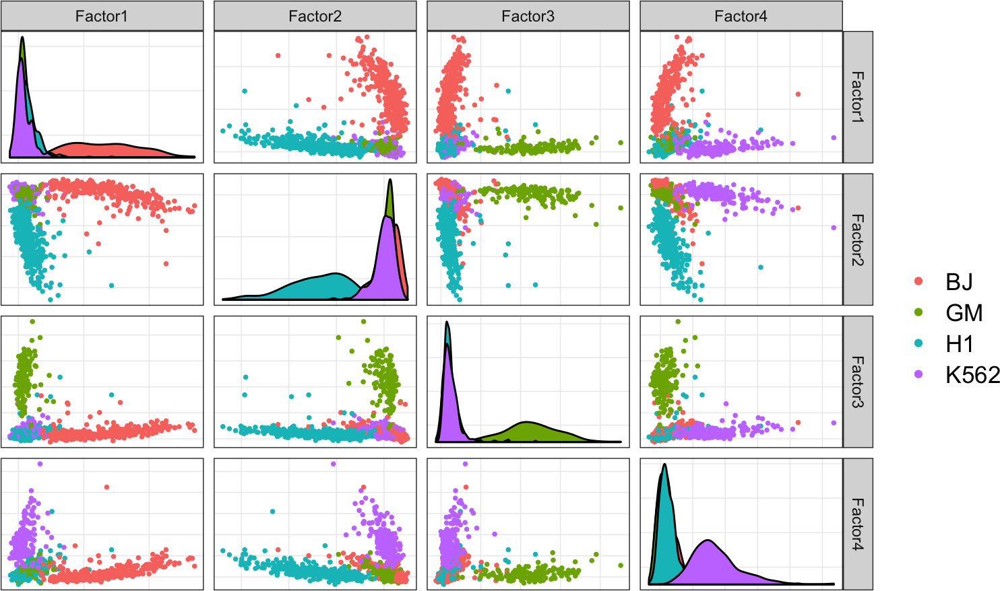 Factor1
Factor2
Factor3
Factor4
Factor1
Factor2
Factor3
Factor4
BJ
GM
H1
K562